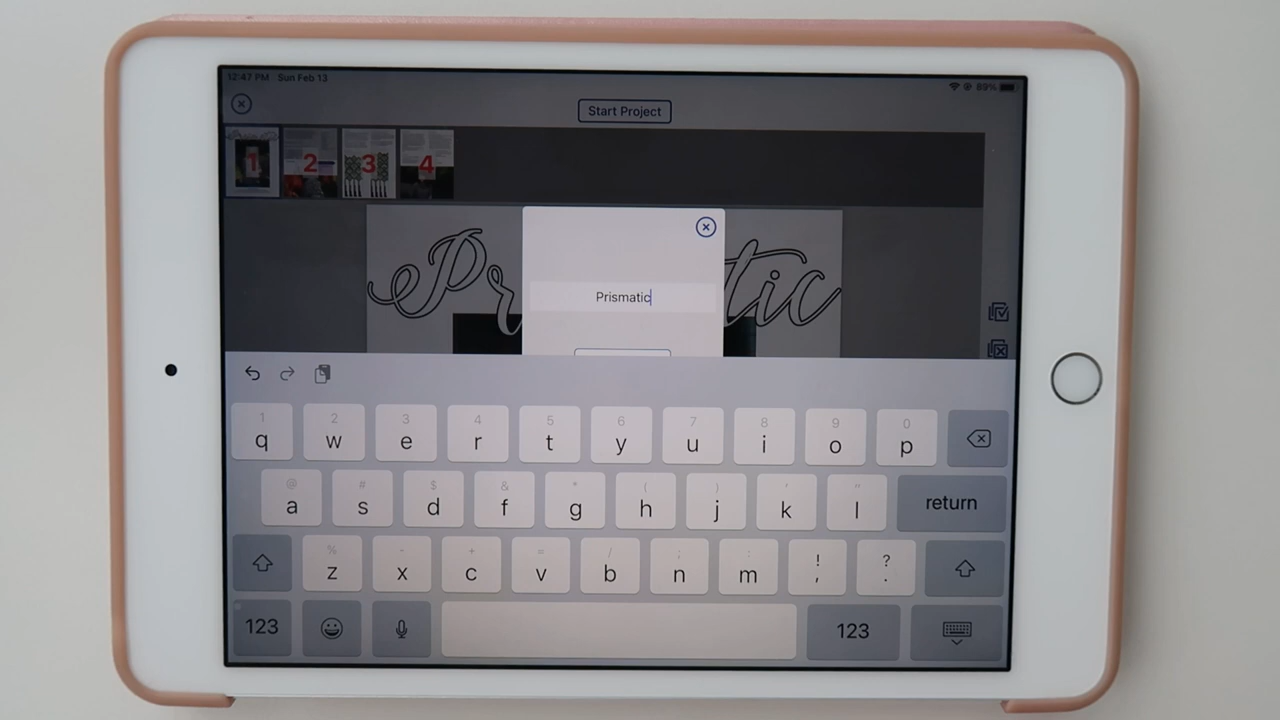 12:47 PM Sun Feb 13
89%
Start Project
1 2 3 4
Pr tic
Prismatic
1 2 3 4 5 6 7 8 9 0
q w e r t y u i o p
@ # $ & * ( ) ' "
a s d f g h j k l return
% - + = / ; : ! ?
z x c v b n m , .
123 123